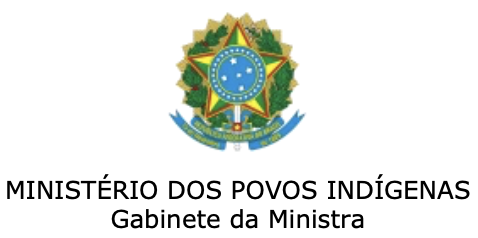 MINISTÉRIO DOS POVOS INDÍGENAS
Gabinete da Ministra